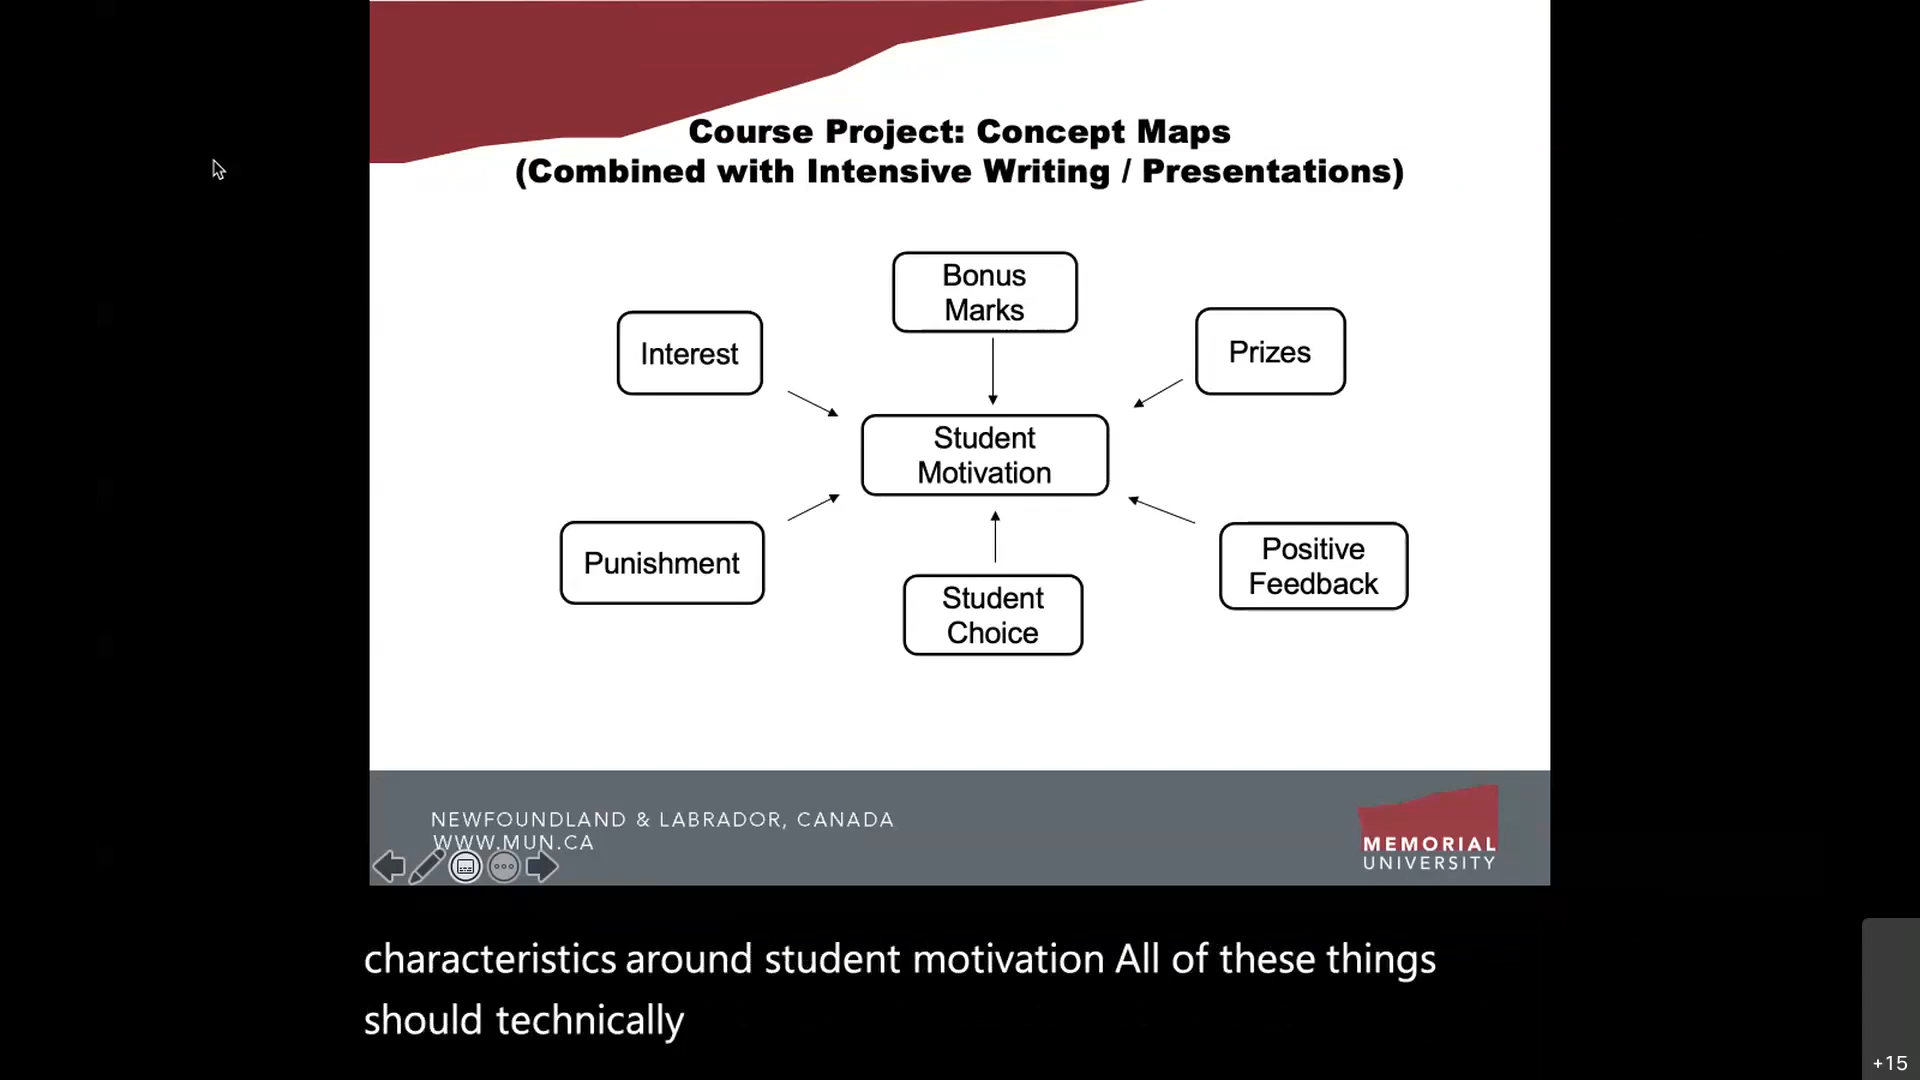 Course Project: Concept Maps
(Combined with Intensive Writing / Presentations)
Bonus
Marks
Interest
Prizes
Student
Motivation
Punishment
Positive
Feedback
Student
Choice
NEWFOUNDLAND & LABRADOR, CANADA
WWW.MUN.CA
MEMORIAL
UNIVERSITY
characteristics around student motivation All of these things
should technically
+15